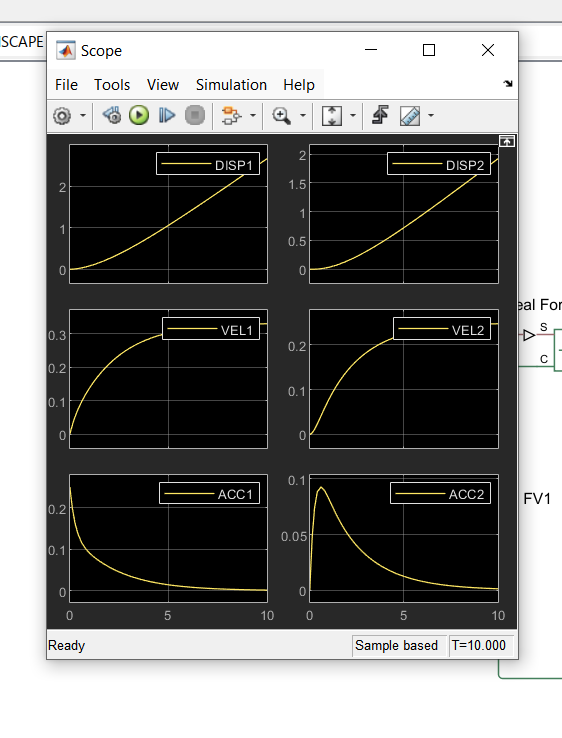 ISCAPE
Scope
File Tools View Simulation Help
DISP1
2
1
0
DISP2
2
1.5
1
0.5
0
VEL1
0.3
0.2
0.1
0
VEL2
0.2
0.1
0
ACC1
0.2
0.1
0
0 5 10
ACC2
0.1
0.05
0
0 5 10
eal For
S
C
FV1
Ready Sample based T=10.000